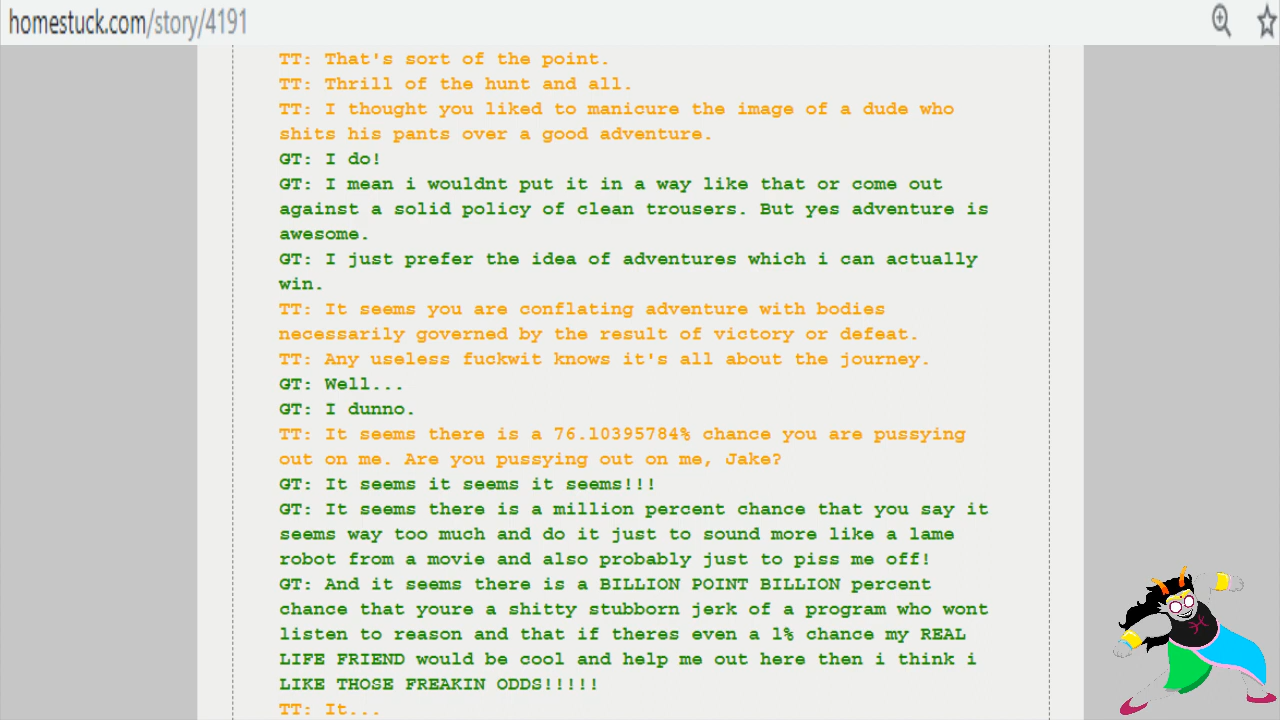 homestuck.com/story/4191
TT: That's sort of the point.
TT: Thrill of the hunt and all.
TT: I thought you liked to manicure the image of a dude who
shits his pants over a good adventure.
GT: I do!
GT: I mean i wouldnt put it in a way like that or come out
against a solid policy of clean trousers. But yes adventure is
awesome.
GT: I just prefer the idea of adventures which i can actually
win.
TT: It seems you are conflating adventure with bodies
necessarily governed by the result of victory or defeat.
TT: Any useless fuckwit knows it's all about the journey.
GT: Well...
GT: I dunno.
TT: It seems there is a 76.10395784% chance you are pussying
out on me. Are you pussying out on me, Jake?
GT: It seems it seems it seems!!!
GT: It seems there is a million percent chance that you say it
seems way too much and do it just to sound more like a lame
robot from a movie and also probably just to piss me off!
GT: And it seems there is a BILLION POINT BILLION percent
chance that youre a shitty stubborn jerk of a program who wont
listen to reason and that if theres even a 1% chance my REAL
LIFE FRIEND would be cool and help me out here then i think i
LIKE THOSE FREAKIN ODDS!!!!!
TT: It...